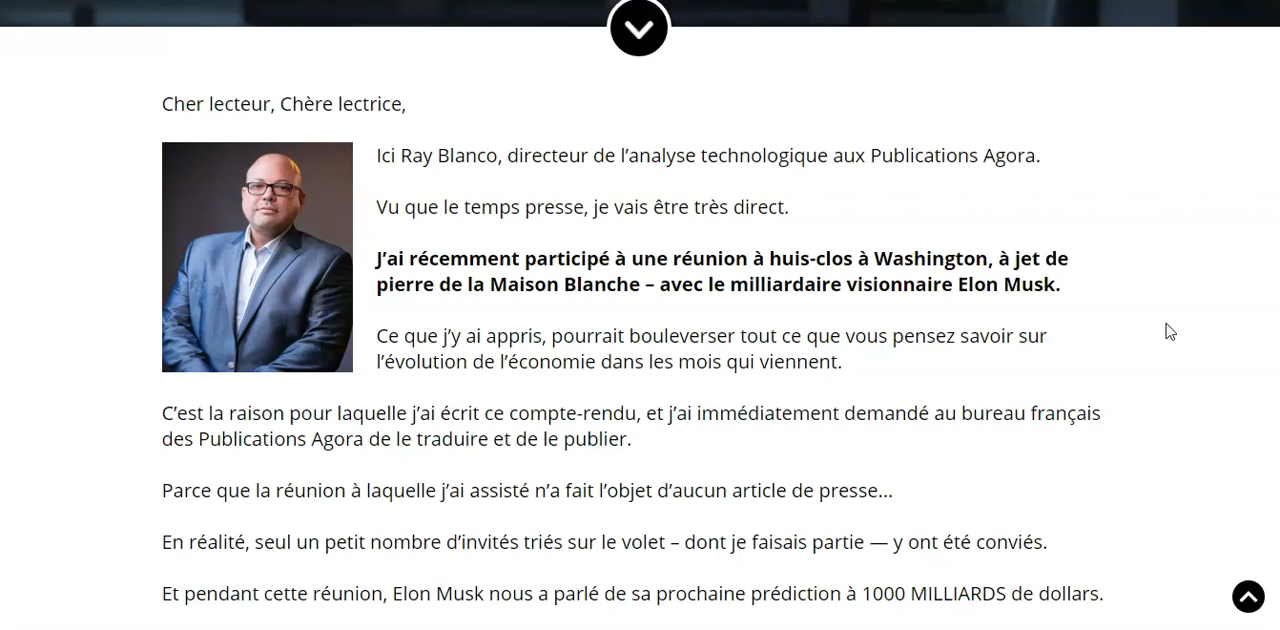 Cher lecteur, Chère lectrice,
Ici Ray Blanco, directeur de l’analyse technologique aux Publications Agora.
Vu que le temps presse, je vais être très direct.
J’ai récemment participé à une réunion à huis-clos à Washington, à jet de
pierre de la Maison Blanche – avec le milliardaire visionnaire Elon Musk.
Ce que j’y ai appris, pourrait bouleverser tout ce que vous pensez savoir sur
l’évolution de l’économie dans les mois qui viennent.
C’est la raison pour laquelle j’ai écrit ce compte-rendu, et j’ai immédiatement demandé au bureau français
des Publications Agora de le traduire et de le publier.
Parce que la réunion à laquelle j’ai assisté n’a fait l’objet d’aucun article de presse…
En réalité, seul un petit nombre d’invités triés sur le volet – dont je faisais partie — y ont été conviés.
Et pendant cette réunion, Elon Musk nous a parlé de sa prochaine prédiction à 1000 MILLIARDS de dollars.